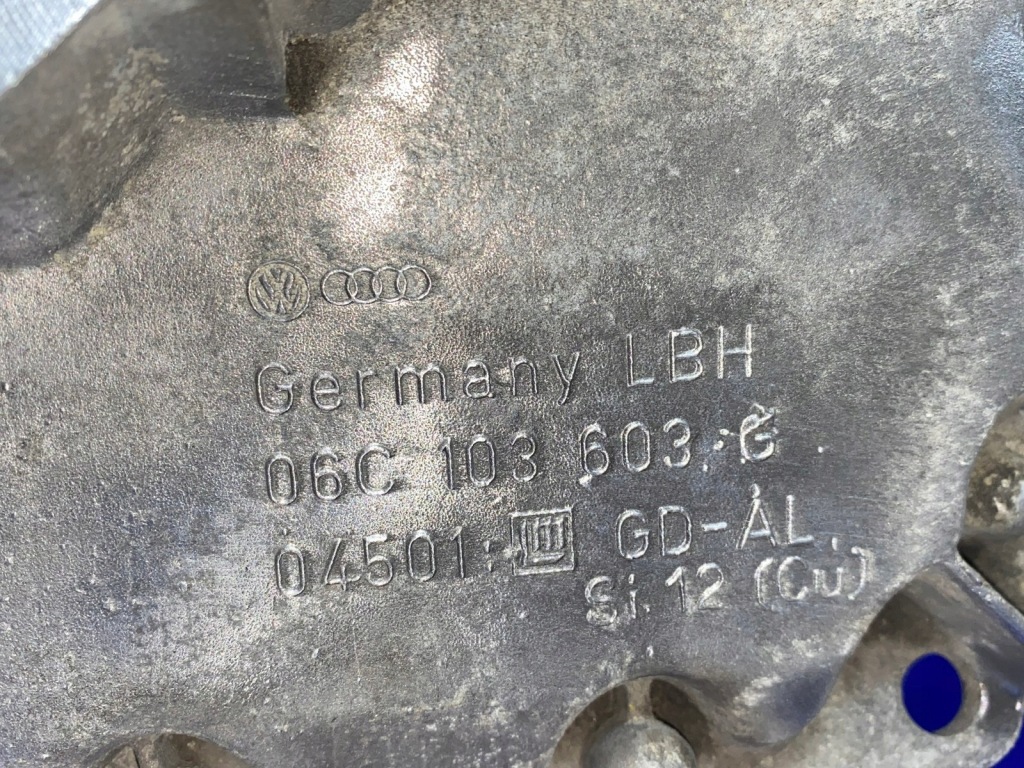 Germany LBH
06C 103 603 G
04501: GD-AL
Si 12 (Cu)